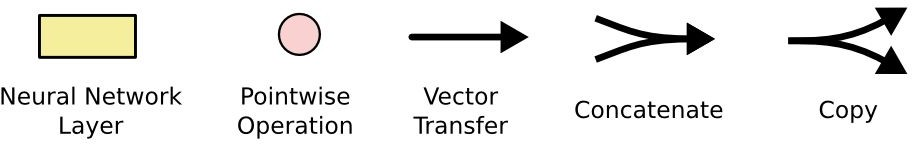 Neural Network
Layer
Pointwise
Operation
Vector
Transfer
Concatenate
Copy